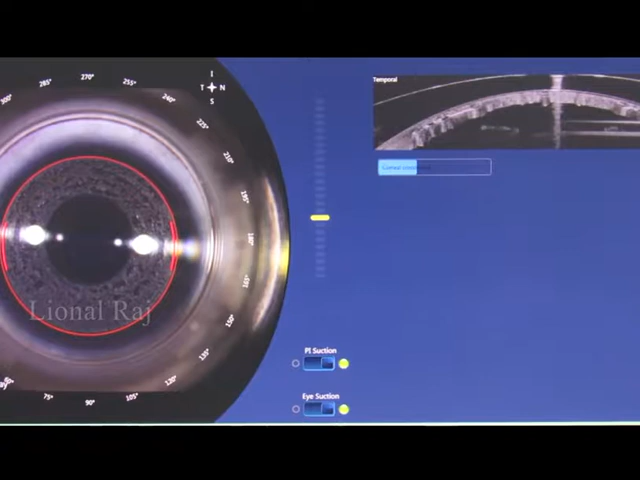 I
T N
S
300
285°
270°
255°
240°
225°
210°
195°
180°
165°
150°
135°
120°
105°
90°
75°
Temporal
Lional Raj
PI Suction
Eye Suction